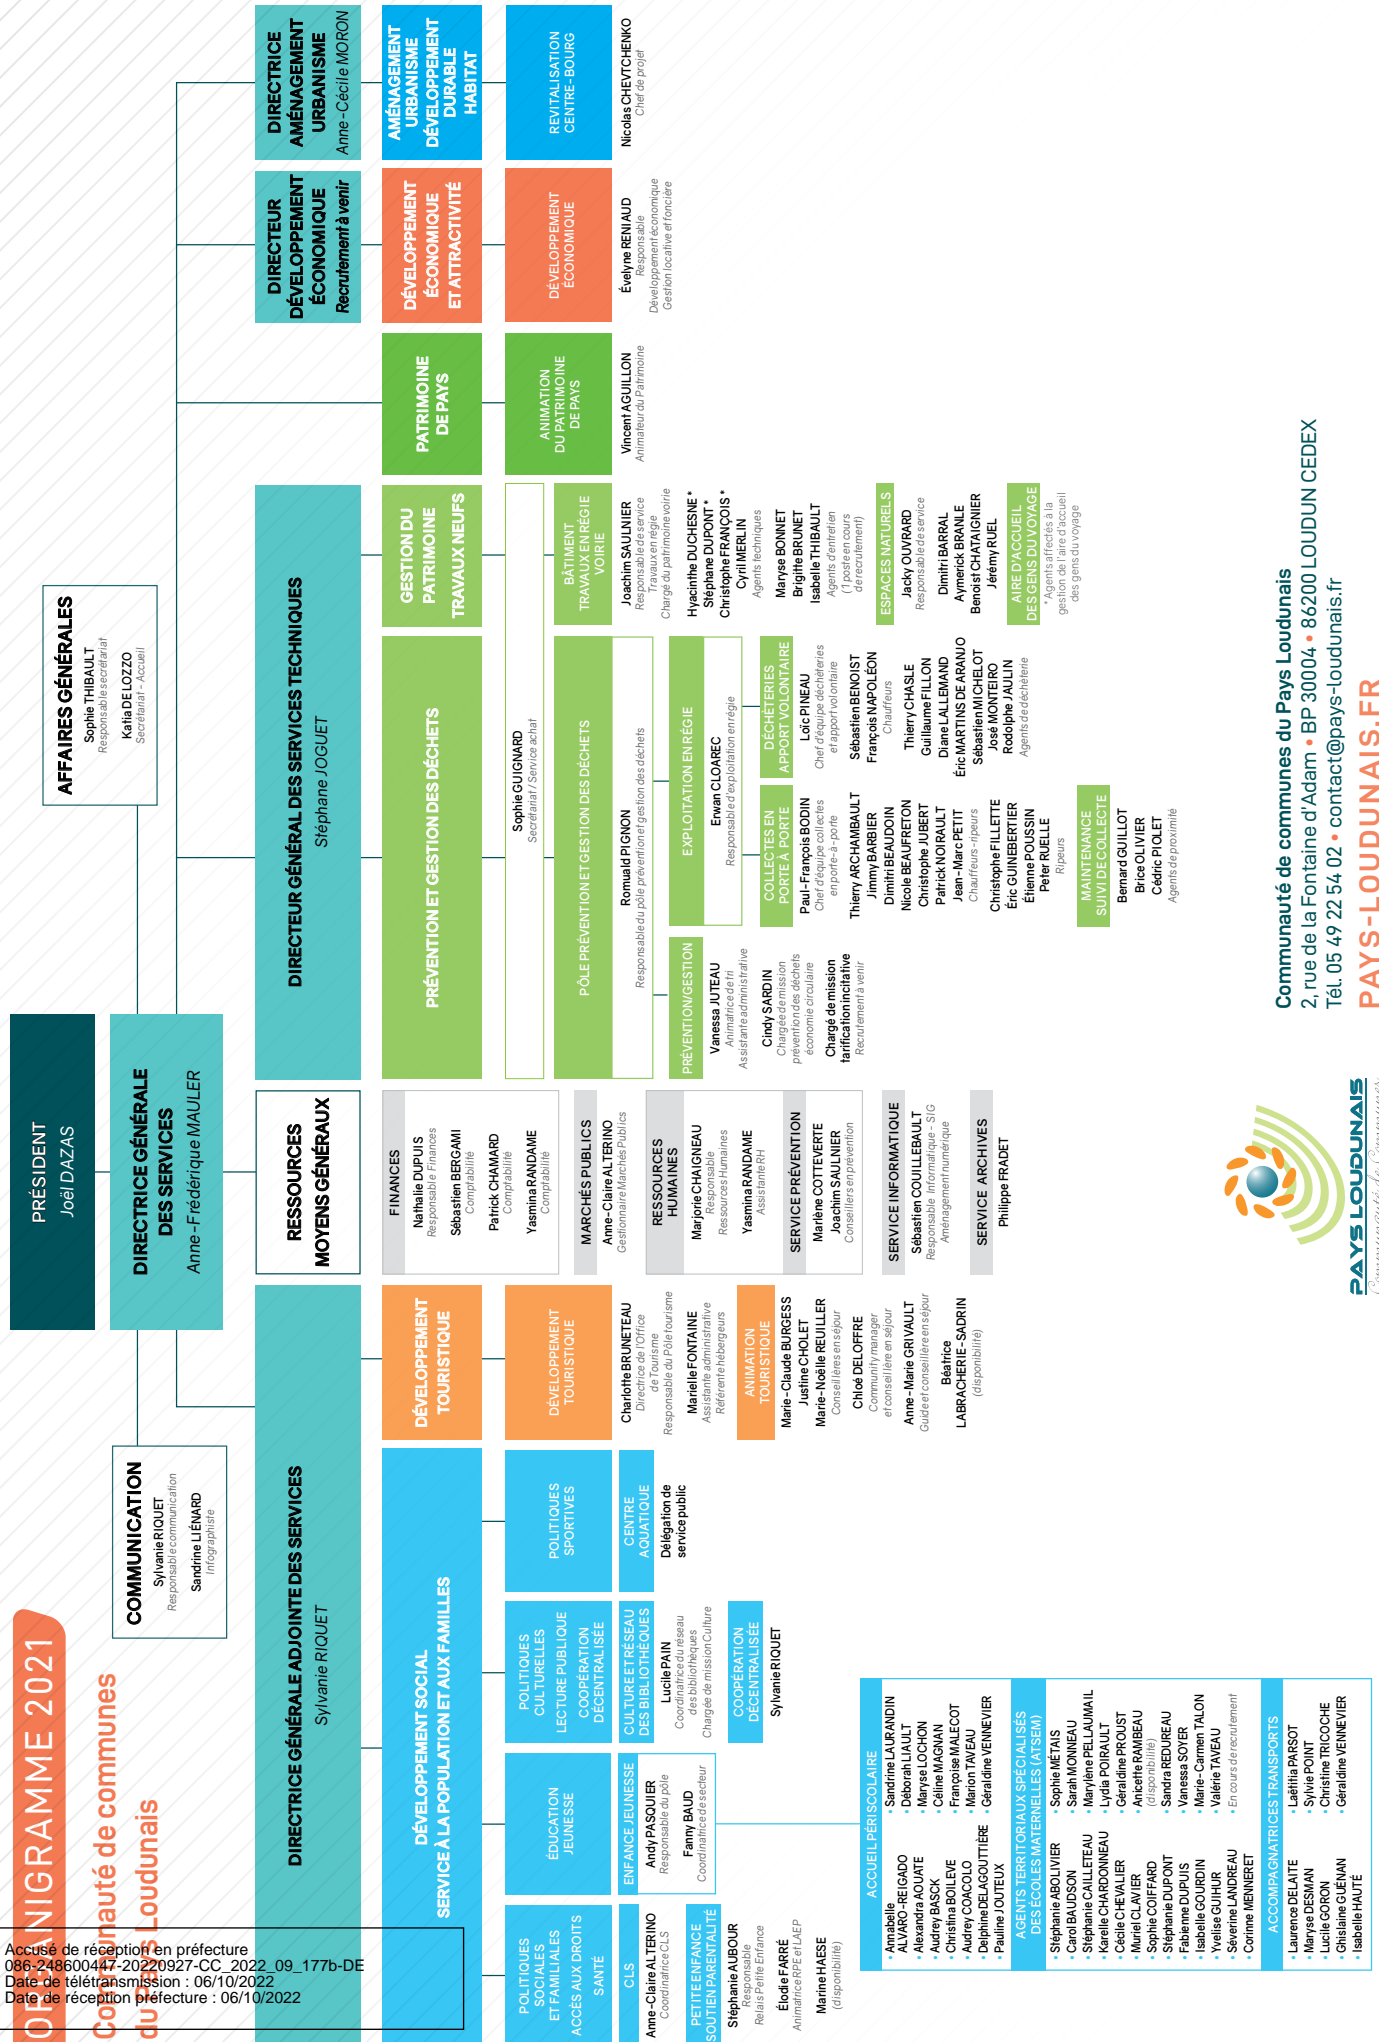 ORGANIGRAMME 2021
Communauté de communes
du Pays Loudunais
Accusé de réception en préfecture
086-248600447-20220927-CC_2022_09_177b-DE
Date de télétransmission : 06/10/2022
Date de réception préfecture : 06/10/2022
PRÉSIDENT
Joël DAZAS
DIRECTRICE GÉNÉRALE
DES SERVICES
Anne-Frédérique MAULER
COMMUNICATION
Sylvanie RIQUET
Responsable communication
Sandrine LIÉNARD
Infographiste
AFFAIRES GÉNÉRALES
Sophie THIBAULT
Responsable secrétariat
Katia DE LOZZO
Secrétariat - Accueil
DIRECTRICE GÉNÉRALE ADJOINTE DES SERVICES
Sylvanie RIQUET
DÉVELOPPEMENT SOCIAL
SERVICE À LA POPULATION ET AUX FAMILLES
POLITIQUES
SOCIALES
ET FAMILIALES
ACCÈS AUX DROITS
SANTÉ
CLS
Anne-Claire ALTERINO
Coordinatrice CLS
PETITE ENFANCE
SOUTIEN PARENTALITÉ
Stéphanie AUBOUR
Responsable
Relais Petite Enfance
Élodie FARRÉ
Animatrice RPE et LAEP
Marine HAESE
(disponibilité)
ÉDUCATION
JEUNESSE
ENFANCE JEUNESSE
Andy PASQUIER
Responsable du pôle
Fanny BAUD
Coordinatrice de secteur
ACCUEIL PÉRISCOLAIRE
• Annabelle
ALVARO-REIGADO
• Alexandra AOUATE
• Audrey BASCK
• Christina BOILEVE
• Audrey COACOLO
• Delphine DELAGOUTTIÈRE
• Pauline JOUTEUX
• Sandrine LAURANDIN
• Déborah LIAULT
• Maryse LOCHON
• Céline MAGNAN
• Françoise MALECOT
• Marion TAVEAU
• Géraldine VENNEVIER
AGENTS TERRITORIAUX SPÉCIALISÉS
DES ÉCOLES MATERNELLES (ATSEM)
• Stéphanie ABOLIVIER
• Carol BAUDSON
• Stéphanie CAILLETEAU
• Karelle CHARDONNEAU
• Cécile CHEVALIER
• Muriel CLAVIER
• Sophie COIFFARD
• Stéphanie DUPONT
• Fabienne DUPUIS
• Isabelle GOURDIN
• Yvelise GUIHUR
• Séverine LANDREAU
• Corinne MENNERET
• Sophie MÉTAIS
• Sarah MONNEAU
• Marylène PELLAUMAIL
• Lydia POIRAULT
• Géraldine PROUST
• Anicette RAMBEAU
(disponibilité)
• Sandra REDUREAU
• Vanessa SOYER
• Marie-Carmen TALON
• Valérie TAVEAU
• En cours de recrutement
ACCOMPAGNATRICES TRANSPORTS
• Laurence DELAITE
• Maryse DESMAN
• Lucile GORON
• Ghislaine GUÉNAN
• Isabelle HAUTÉ
• Laëtitia PARSOT
• Sylvie POINT
• Christine TRICOCHE
• Géraldine VENNEVIER
POLITIQUES
CULTURELLES
LECTURE PUBLIQUE
COOPÉRATION
DÉCENTRALISÉE
CULTURE ET RÉSEAU
DES BIBLIOTHÈQUES
Lucile PAIN
Coordinatrice du réseau
des bibliothèques
Chargée de mission Culture
COOPÉRATION
DÉCENTRALISÉE
Sylvanie RIQUET
POLITIQUES
SPORTIVES
CENTRE
AQUATIQUE
Délégation de
service public
DÉVELOPPEMENT
TOURISTIQUE
DÉVELOPPEMENT
TOURISTIQUE
Charlotte BRUNETEAU
Directrice de l'Office
de Tourisme
Responsable du Pôle tourisme
Marielle FONTAINE
Assistante administrative
Référente hébergeurs
ANIMATION
TOURISTIQUE
Marie-Claude BURGESS
Justine CHOLET
Marie-Noëlle REUILLER
Conseillères en séjour
Chloé DELOFFRE
Community manager
et conseillère en séjour
Anne-Marie GRIVAULT
Guide et conseillère en séjour
Béatrice
LABRACHERIE-SADRIN
(disponibilité)
RESSOURCES
MOYENS GÉNÉRAUX
FINANCES
Nathalie DUPUIS
Responsable Finances
Sébastien BERGAMI
Comptabilité
Patrick CHAMARD
Comptabilité
Yasmina RANDAME
Comptabilité
MARCHÉS PUBLICS
Anne-Claire ALTERINO
Gestionnaire Marchés Publics
RESSOURCES
HUMAINES
Marjorie CHAIGNEAU
Responsable
Ressources Humaines
Yasmina RANDAME
Assistante RH
SERVICE PRÉVENTION
Marlène COTTEVERTE
Joachim SAULNIER
Conseillers en prévention
SERVICE INFORMATIQUE
Sébastien COUILLEBAULT
Responsable Informatique - SIG
Aménagement numérique
SERVICE ARCHIVES
Philippe FRADET
DIRECTEUR GÉNÉRAL DES SERVICES TECHNIQUES
Stéphane JOGUET
PRÉVENTION ET GESTION DES DÉCHETS
Sophie GUIGNARD
Secrétariat / Service achat
PÔLE PRÉVENTION ET GESTION DES DÉCHETS
Romuald PIGNON
Responsable du pôle prévention et gestion des déchets
PRÉVENTION/GESTION
Vanessa JUTEAU
Animatrice de tri
Assistante administrative
Cindy SARDIN
Chargée de mission
prévention des déchets
économie circulaire
Chargé de mission
tarification incitative
Recrutement à venir
EXPLOITATION EN RÉGIE
Erwan CLOAREC
Responsable d'exploitation en régie
COLLECTES EN
PORTE À PORTE
Paul-François BODIN
Chef d'équipe collectes
en porte-à-porte
Thierry ARCHAMBAULT
Jimmy BARBIER
Dimitri BEAUDOIN
Nicole BEAUFRETON
Christophe JUBERT
Patrick NOIRAULT
Jean-Marc PETIT
Chauffeurs-ripeurs
Christophe FILLETTE
Éric GUINEBERTIER
Étienne POUSSIN
Peter RUELLE
Ripeurs
MAINTENANCE
SUIVI DE COLLECTE
Bernard GUILLOT
Brice OLIVIER
Cédric PIOLET
Agents de proximité
DÉCHÈTERIES
APPORT VOLONTAIRE
Loïc PINEAU
Chef d'équipe déchèteries
et apport volontaire
Sébastien BENOIST
François NAPOLÉON
Chauffeurs
Thierry CHASLE
Guillaume FILLON
Diane LALLEMAND
Éric MARTINS DE ARANJO
Sébastien MICHELOT
José MONTEIRO
Rodolphe JAULIN
Agents de déchèterie
GESTION DU
PATRIMOINE
TRAVAUX NEUFS
BÂTIMENT
TRAVAUX EN RÉGIE
VOIRIE
Joachim SAULNIER
Responsable de service
Travaux en régie
Chargé du patrimoine voirie
Hyacinthe DUCHESNE *
Stéphane DUPONT *
Christophe FRANÇOIS *
Cyril MERLIN
Agents techniques
Maryse BONNET
Brigitte BRUNET
Isabelle THIBAULT
Agents d'entretien
(1 poste en cours
de recrutement)
ESPACES NATURELS
Jacky OUVRARD
Responsable de service
Dimitri BARRAL
Aymerick BRANLE
Benoist CHATAIGNIER
Jérémy RUEL
AIRE D'ACCUEIL
DES GENS DU VOYAGE
* Agents affectés à la
gestion de l'aire d'accueil
des gens du voyage
PATRIMOINE
DE PAYS
ANIMATION
DU PATRIMOINE
DE PAYS
Vincent AGUILLON
Animateur du Patrimoine
DIRECTEUR
DÉVELOPPEMENT
ÉCONOMIQUE
Recrutement à venir
DÉVELOPPEMENT
ÉCONOMIQUE
ET ATTRACTIVITÉ
DÉVELOPPEMENT
ÉCONOMIQUE
Évelyne RENIAUD
Responsable
Développement économique
Gestion locative et foncière
DIRECTRICE
AMÉNAGEMENT
URBANISME
Anne-Cécile MORON
AMÉNAGEMENT
URBANISME
DÉVELOPPEMENT
DURABLE
HABITAT
REVITALISATION
CENTRE-BOURG
Nicolas CHEVTCHENKO
Chef de projet
PAYS LOUDUNAIS
Communauté de Communes
Communauté de communes du Pays Loudunais
2, rue de la Fontaine d'Adam • BP 30004 • 86200 LOUDUN CEDEX
Tél. 05 49 22 54 02 • contact@pays-loudunais.fr
PAYS-LOUDUNAIS.FR